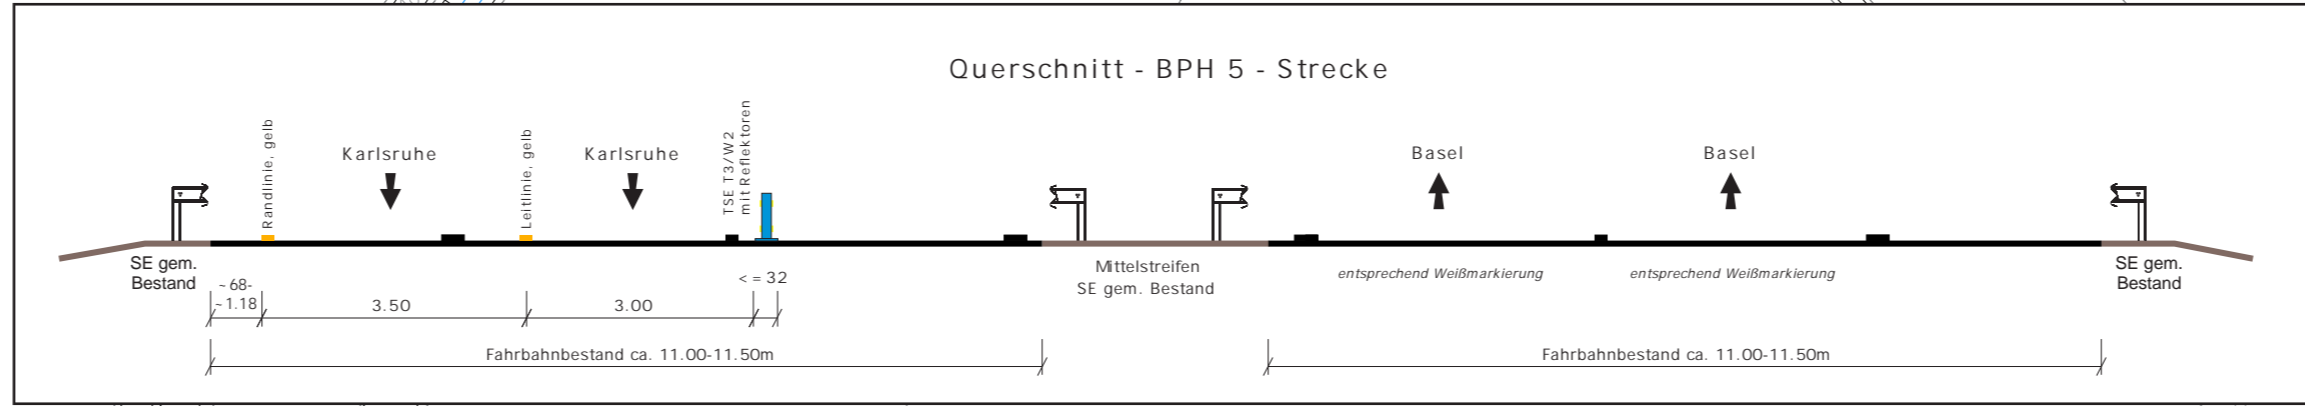 Querschnitt - BPH 5 - Strecke
Randlinie, gelb
Karlsruhe
Leitlinie, gelb
Karlsruhe
TSE T3/W2
mit Reflektoren
Basel
Basel
SE gem.
Bestand
~68-
~1.18
3.50
3.00
<= 32
Mittelstreifen
SE gem. Bestand
entsprechend Weißmarkierung
entsprechend Weißmarkierung
SE gem.
Bestand
Fahrbahnbestand ca. 11.00-11.50m
Fahrbahnbestand ca. 11.00-11.50m